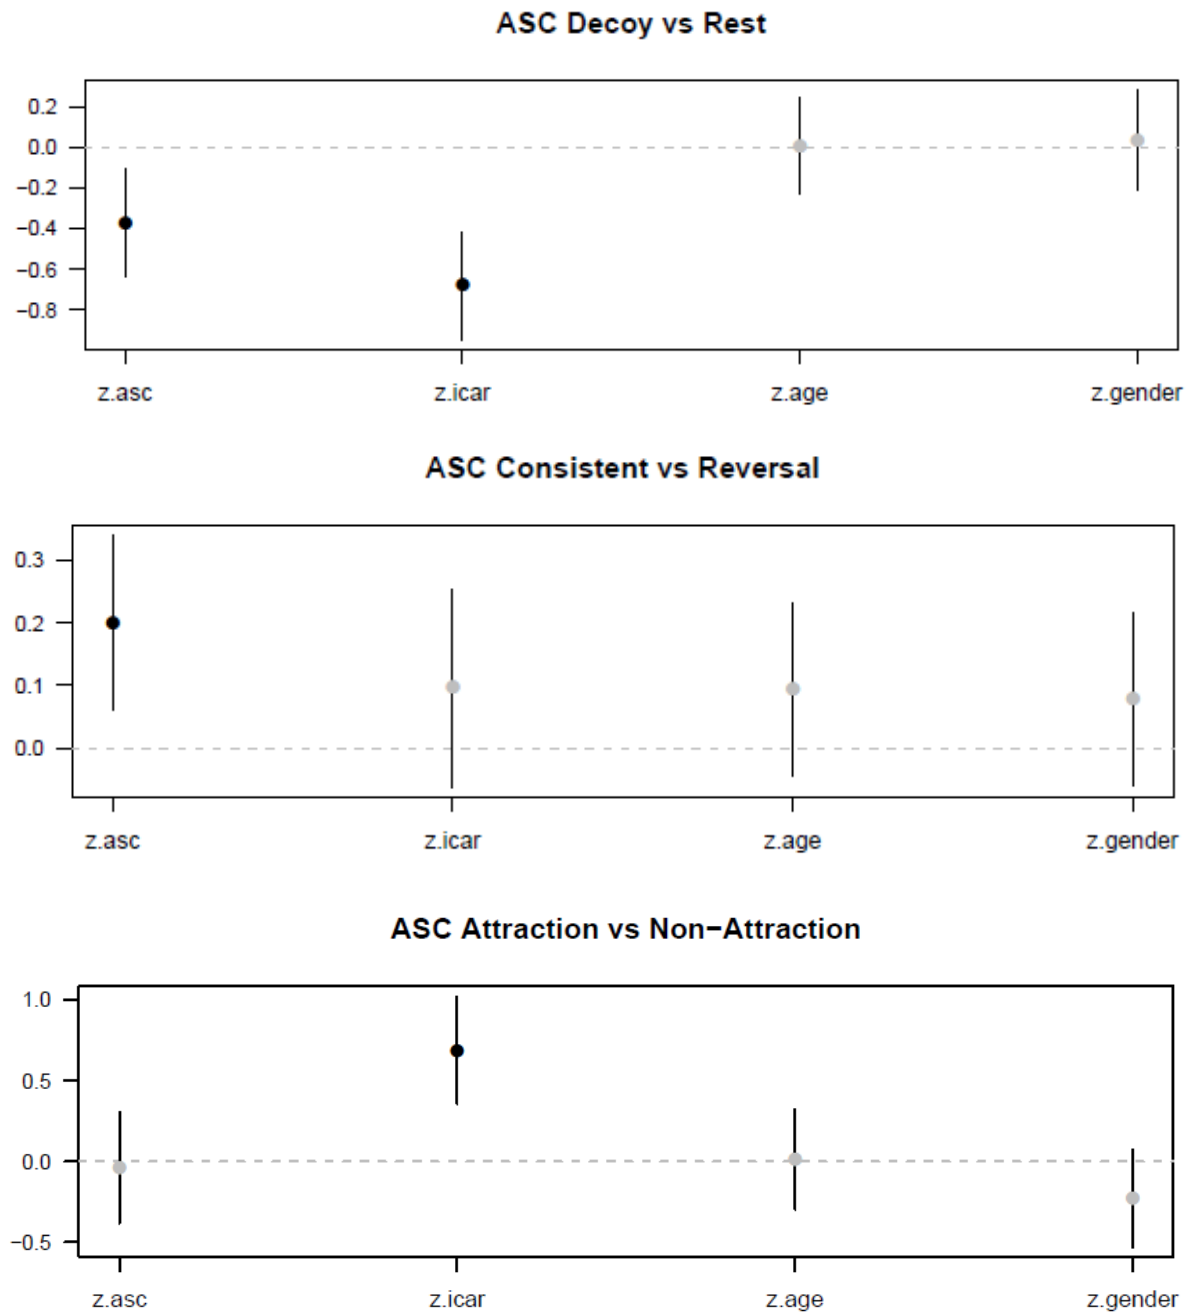 ASC Decoy vs Rest
0.2
0.0
−0.2
−0.4
−0.6
−0.8
z.asc z.icar z.age z.gender
ASC Consistent vs Reversal
0.3
0.2
0.1
0.0
z.asc z.icar z.age z.gender
ASC Attraction vs Non−Attraction
1.0
0.5
0.0
−0.5
z.asc z.icar z.age z.gender